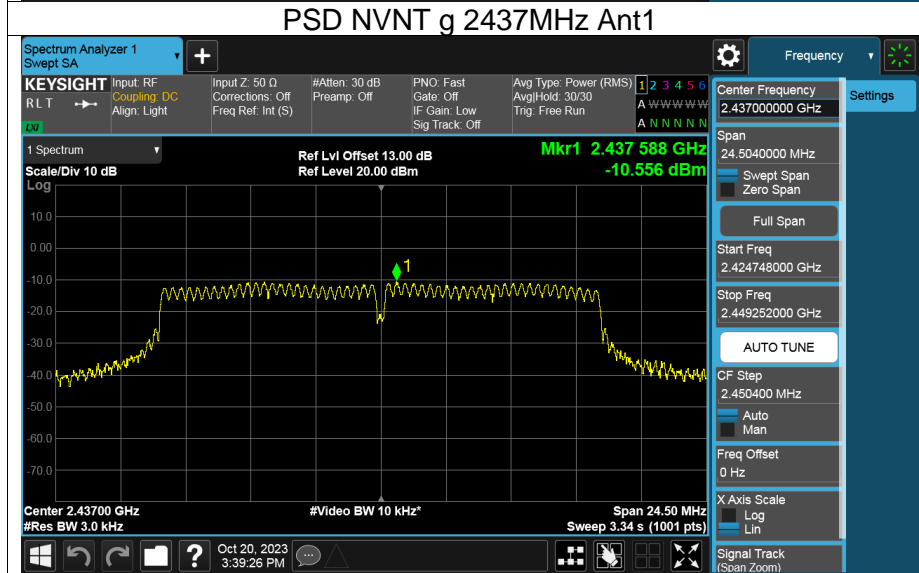 PSD NVNT g 2437MHz Ant1
Spectrum Analyzer 1
Swept SA
+
Frequency
KEYSIGHT
RLT
LXI
Input: RF
Coupling: DC
Align: Light
Input Z: 50 Ω
Corrections: Off
Freq Ref: Int (S)
#Atten: 30 dB
Preamp: Off
PNO: Fast
Gate: Off
IF Gain: Low
Sig Track: Off
Avg Type: Power (RMS)
Avg|Hold: 30/30
Trig: Free Run
1 2 3 4 5 6
A W W W W W
A N N N N N
1 Spectrum
Scale/Div 10 dB
Log
Ref Lvl Offset 13.00 dB
Ref Level 20.00 dBm
Mkr1 2.437 588 GHz
-10.556 dBm
10.0
0.00
-10.0
-20.0
-30.0
-40.0
-50.0
-60.0
-70.0
1
Center 2.43700 GHz
#Res BW 3.0 kHz
#Video BW 10 kHz*
Span 24.50 MHz
Sweep 3.34 s (1001 pts)
?
Oct 20, 2023
3:39:26 PM
Center Frequency
2.437000000 GHz
Settings
Span
24.5040000 MHz
Swept Span
Zero Span
Full Span
Start Freq
2.424748000 GHz
Stop Freq
2.449252000 GHz
AUTO TUNE
CF Step
2.450400 MHz
Auto
Man
Freq Offset
0 Hz
X Axis Scale
Log
Lin
Signal Track
(Span Zoom)